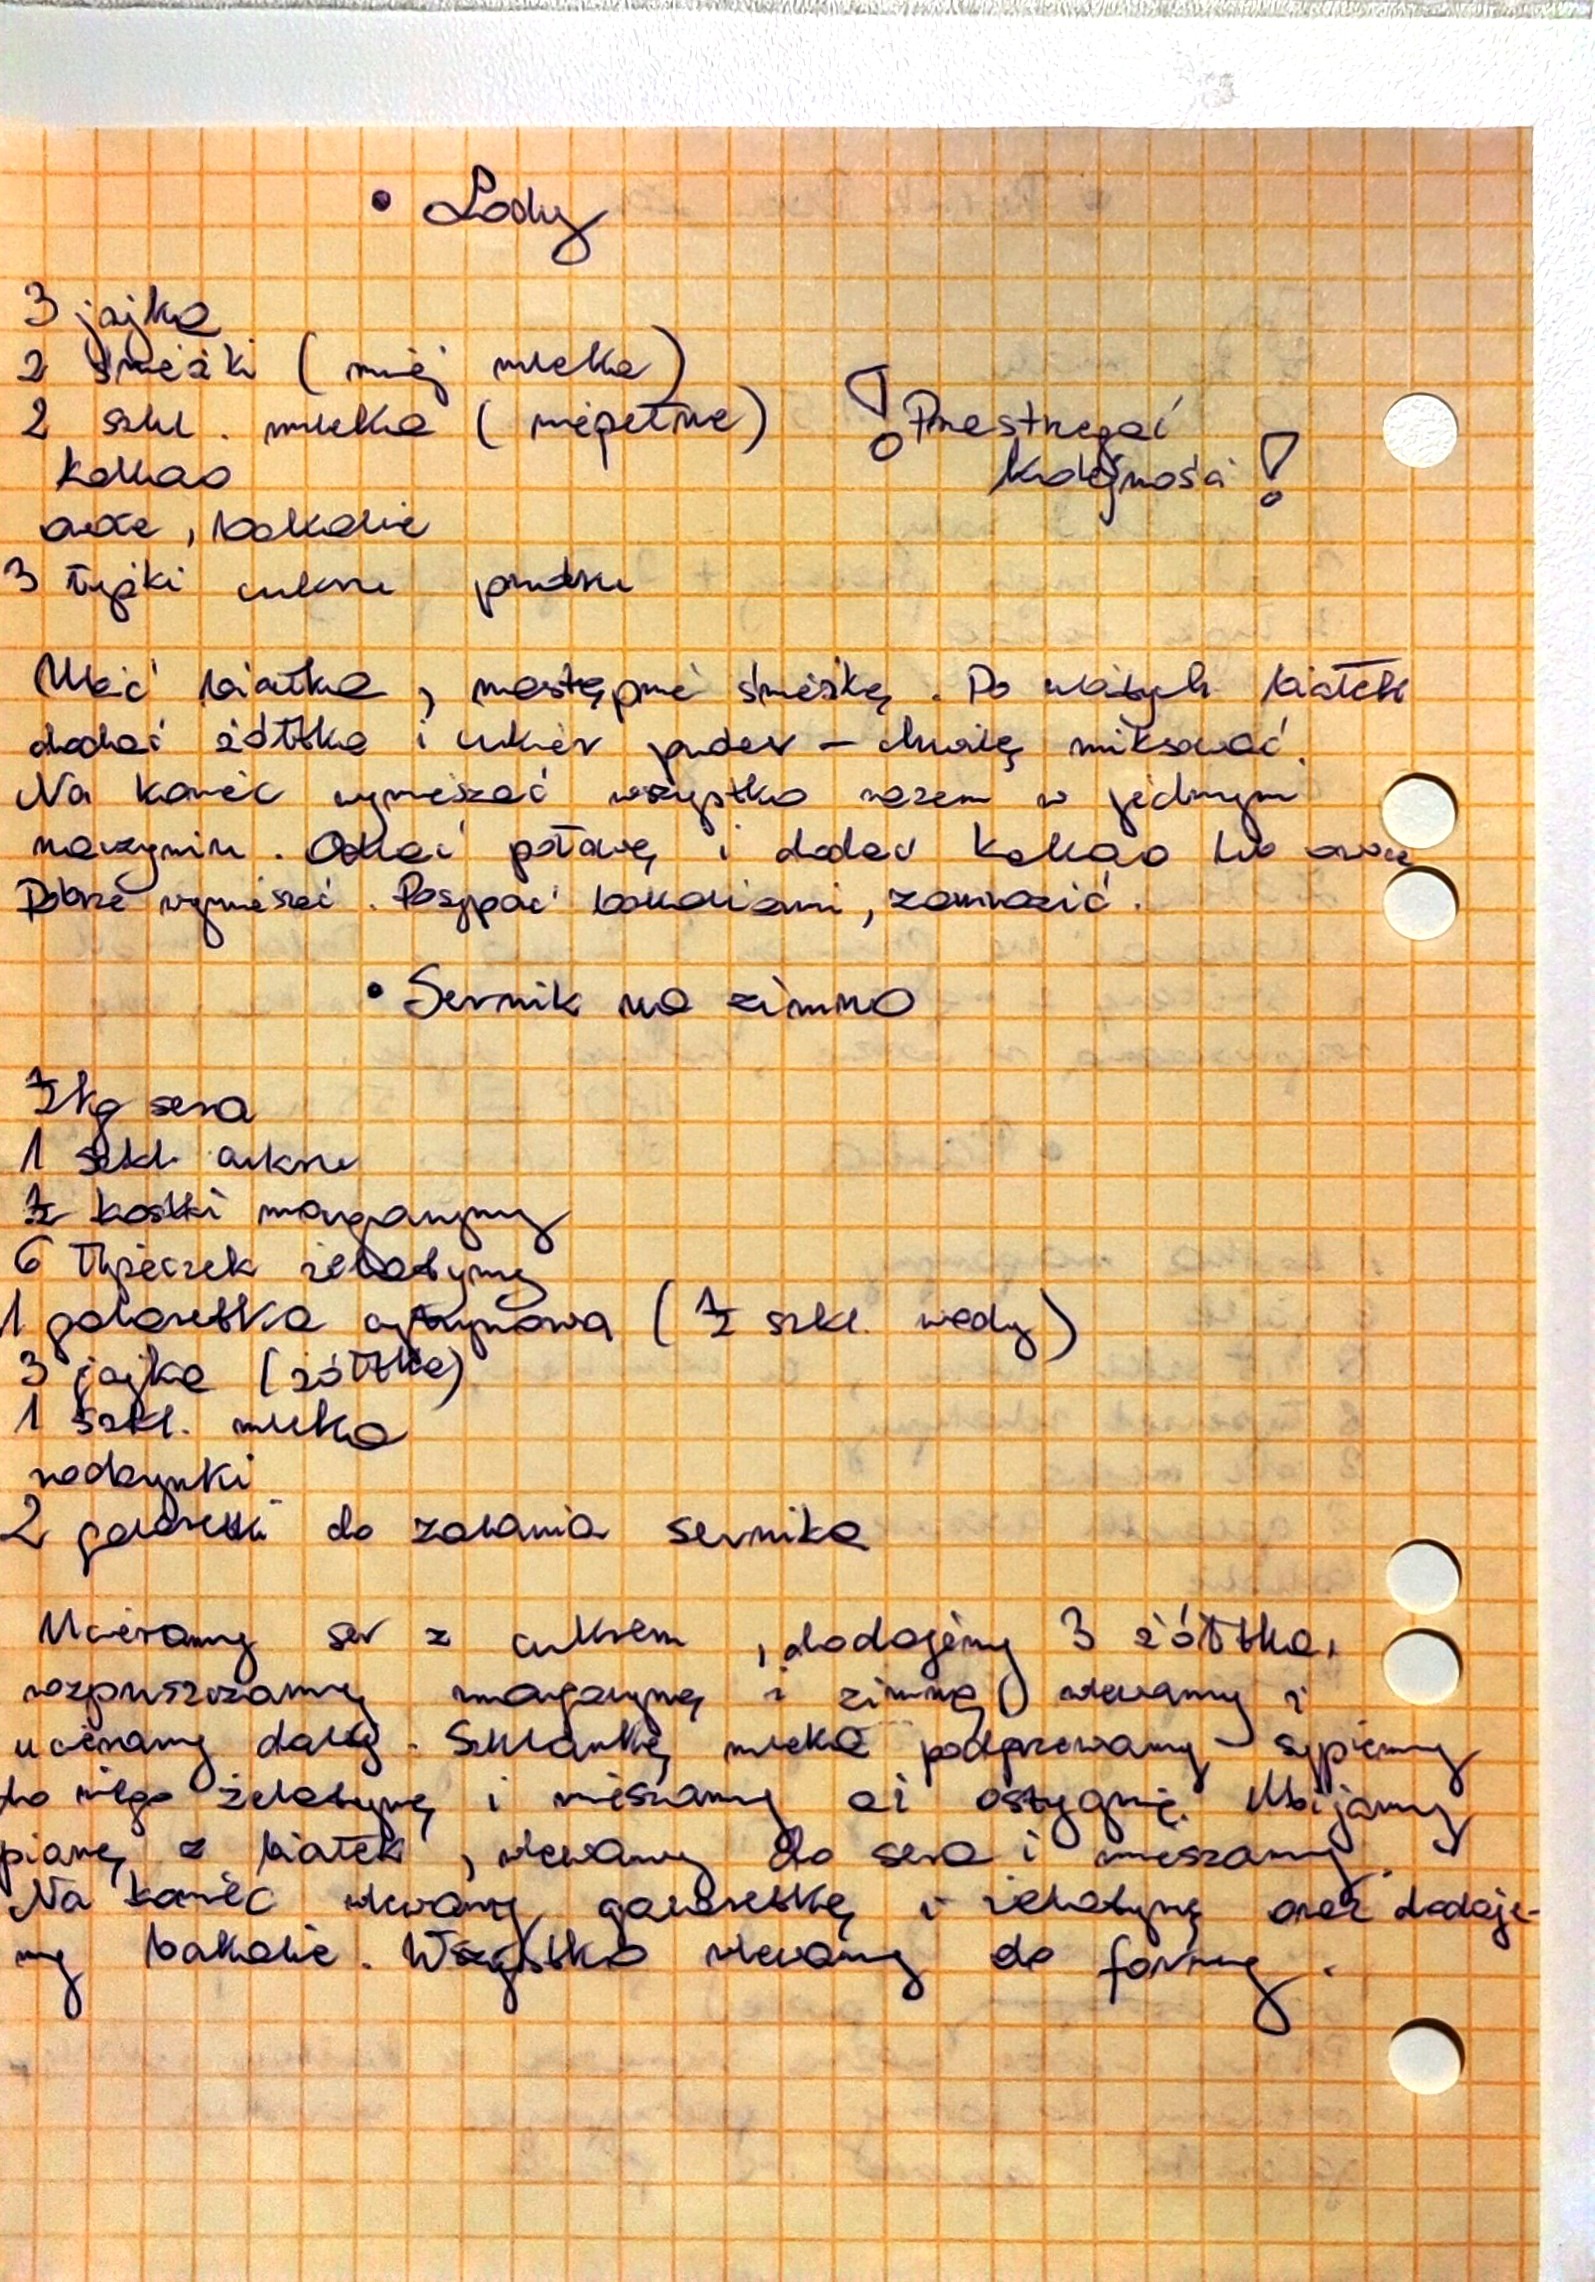 • Lody
3 jajka
2 śnieżki (mniej mleka)
2 szkl. mleka (niepełne)
! Przestrzegać
kolejności !
kakao
owoce, bakalie
3 łyżki cukru pudru
Ubić białka, następnie śnieżkę. Do ubitych białek
dodać żółtka i cukier puder - chwilę miksować.
Na koniec wymieszać wszystko razem w jednym
naczyniu. Odlać połowę i dodać kakao lub owoce
Dobrze wymieszać. Posypać bakaliami, zamrozić.
• Sernik na zimno
1/2 kg sera
1 szkl. cukru
1/2 kostki margaryny
6 łyżeczek żelatyny
1 galaretka cytrynowa (1/2 szkl. wody)
3 jajka (żółtka)
1 szkl. mleka
rodzynki
2 galaretki do zalania sernika
Ucieramy ser z cukrem, dodajemy 3 żółtka,
rozpuszczamy margarynę i zimną wlewamy i
ucieramy dalej. Szklankę mleka podgrzewamy sypiemy
do niego żelatynę i mieszamy aż ostygnie. Ubijamy
pianę z białek, wlewamy do sera i mieszamy.
Na koniec wlewamy galaretkę i żelatynę oraz dodaje-
my bakalie. Wszystko wlewamy do formy.